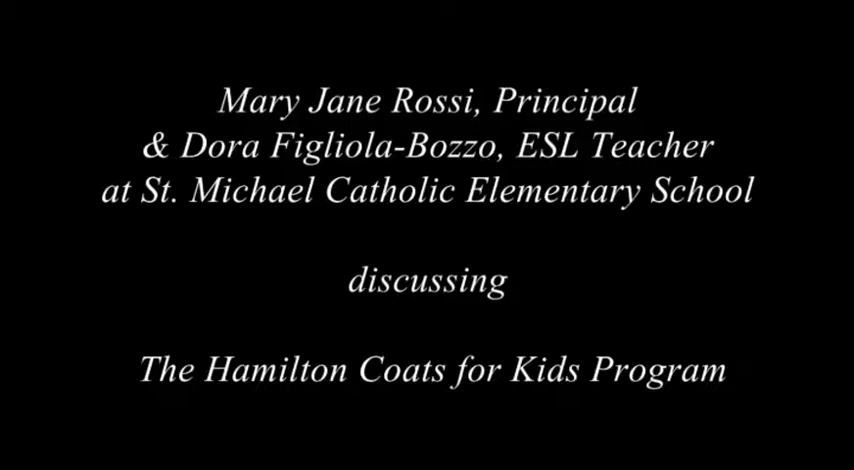 Mary Jane Rossi, Principal
& Dora Figliola-Bozzo, ESL Teacher
at St. Michael Catholic Elementary School
discussing
The Hamilton Coats for Kids Program